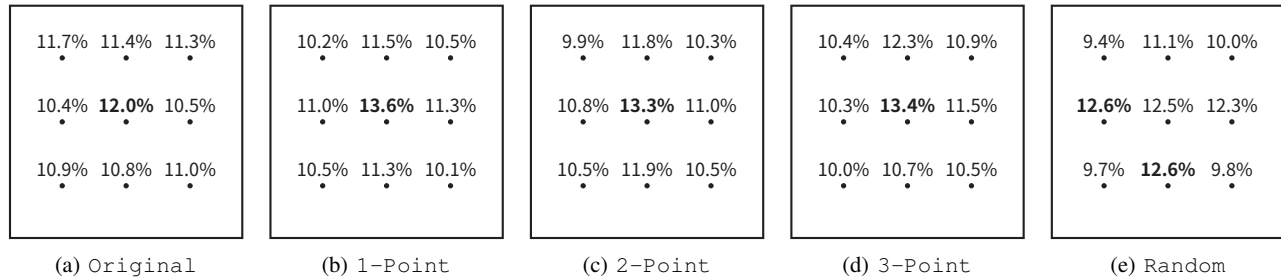 11.7% 11.4% 11.3%
10.4% 12.0% 10.5%
10.9% 10.8% 11.0%
(a) Original
10.2% 11.5% 10.5%
11.0% 13.6% 11.3%
10.5% 11.3% 10.1%
(b) 1-Point
9.9% 11.8% 10.3%
10.8% 13.3% 11.0%
10.5% 11.9% 10.5%
(c) 2-Point
10.4% 12.3% 10.9%
10.3% 13.4% 11.5%
10.0% 10.7% 10.5%
(d) 3-Point
9.4% 11.1% 10.0%
12.6% 12.5% 12.3%
9.7% 12.6% 9.8%
(e) Random